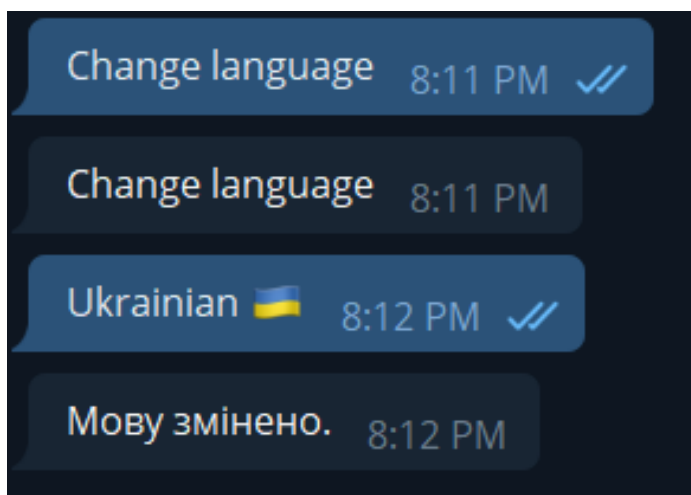 Change language 8:11 PM
Change language 8:11 PM
Ukrainian 🇺🇦 8:12 PM
Мову змінено. 8:12 PM